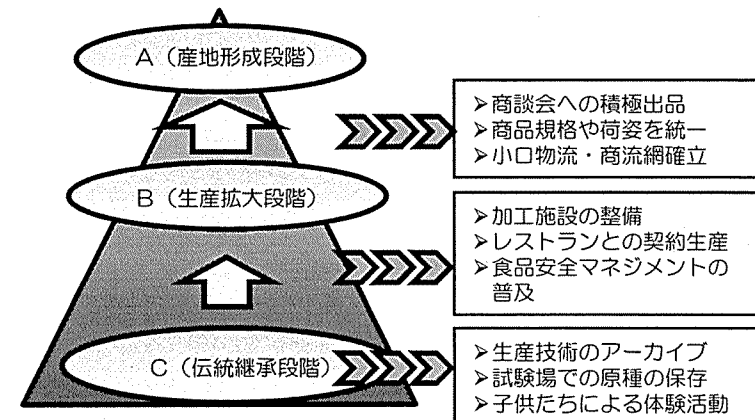 A（産地形成段階）
➢商談会への積極出品
➢商品規格や荷姿を統一
➢小口物流・商流網確立
B（生産拡大段階）
➢加工施設の整備
➢レストランとの契約生産
➢食品安全マネジメントの
普及
C（伝統継承段階）
➢生産技術のアーカイブ
➢試験場での原種の保存
➢子供たちによる体験活動